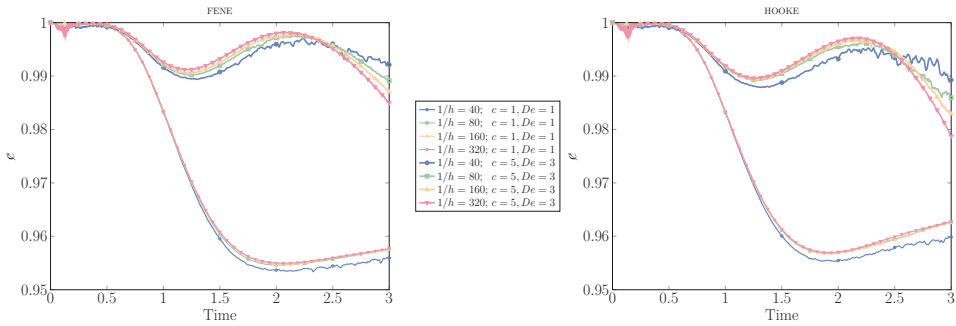 FENE
1
0.99
0.98
0.97
0.96
0.95
¢
0
0.5
1
1.5
2
2.5
3
Time
1/h = 40; c = 1, De = 1
1/h = 80; c = 1, De = 1
1/h = 160; c = 1, De = 1
1/h = 320; c = 1, De = 1
1/h = 40; c = 5, De = 3
1/h = 80; c = 5, De = 3
1/h = 160; c = 5, De = 3
1/h = 320; c = 5, De = 3
HOOKE
1
0.99
0.98
0.97
0.96
0.95
¢
0
0.5
1
1.5
2
2.5
3
Time